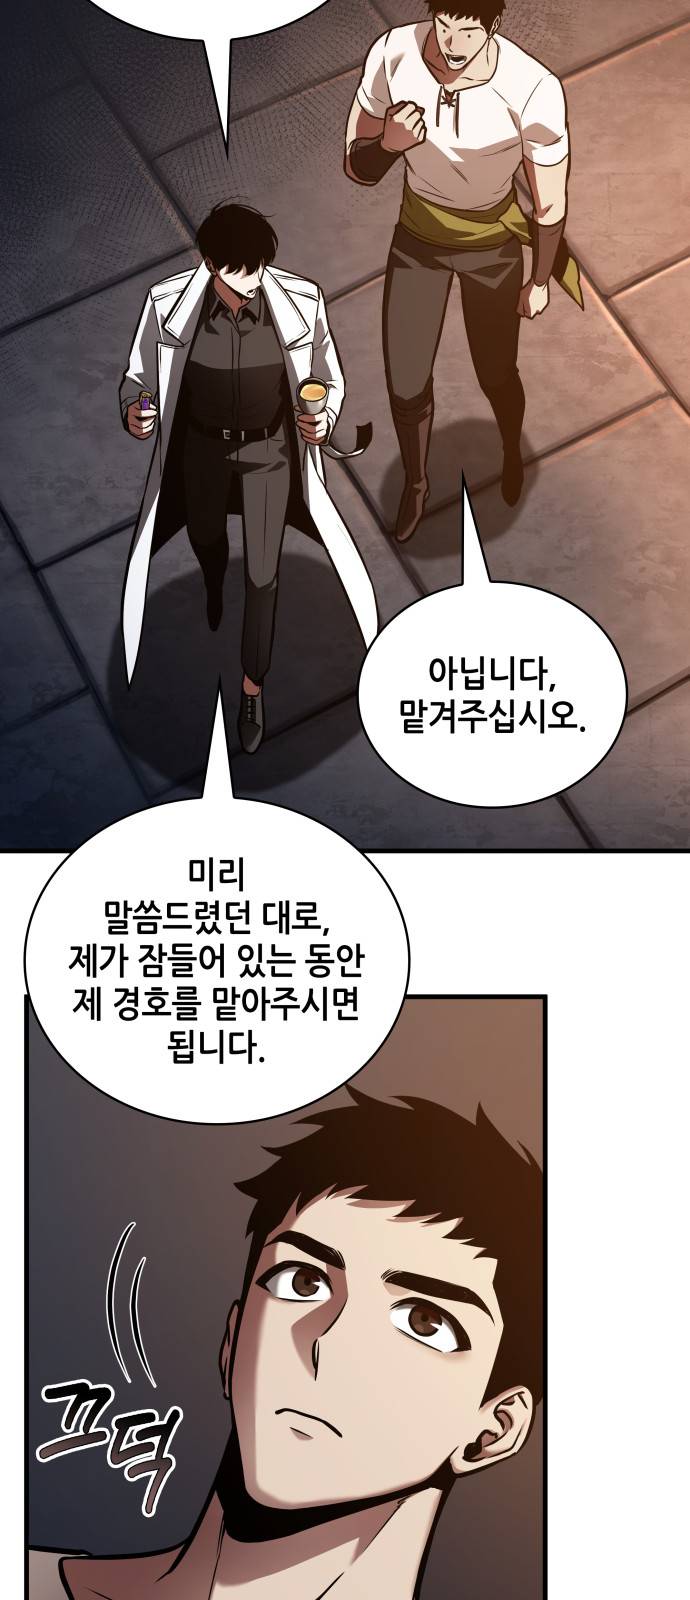 아닙니다,
맡겨주십시오.
미리
말씀드렸던 대로,
제가 잠들어 있는 동안
제 경호를 맡아주시면
됩니다.
끄덕